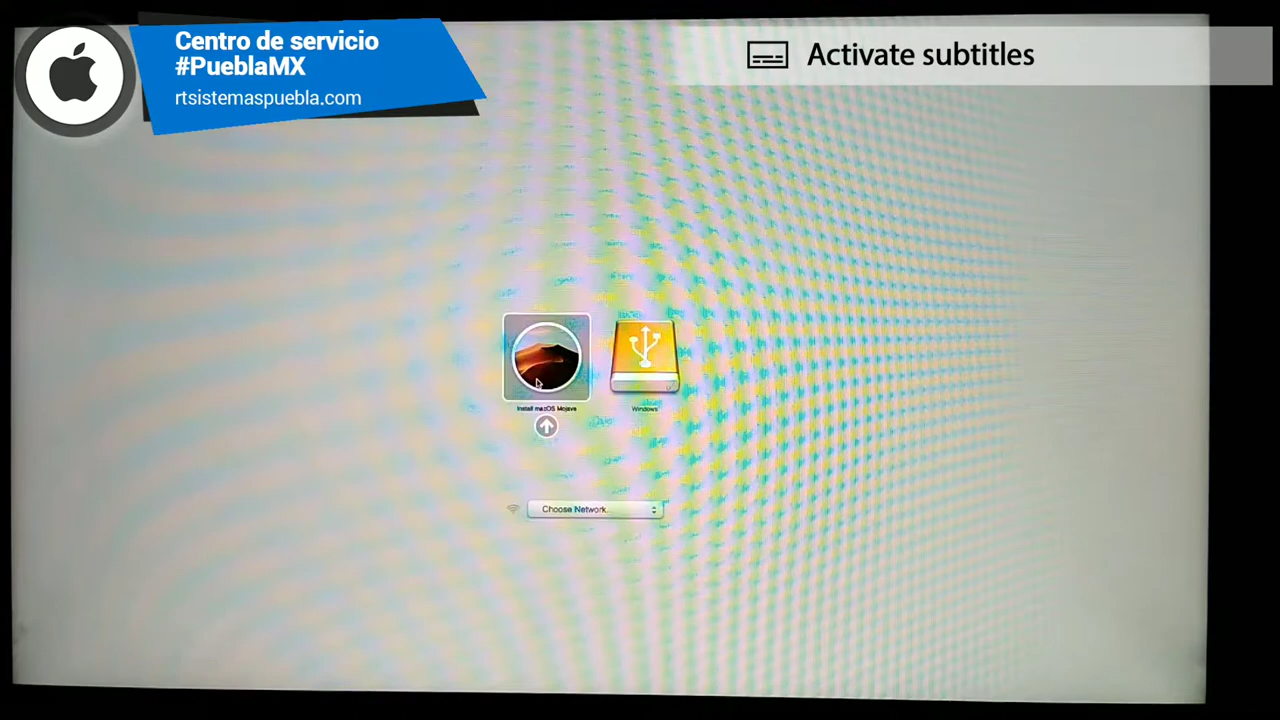 Centro de servicio
#PueblaMX
rtsistemaspuebla.com
Activate subtitles
Install macOS Mojave
Windows
Choose Network...